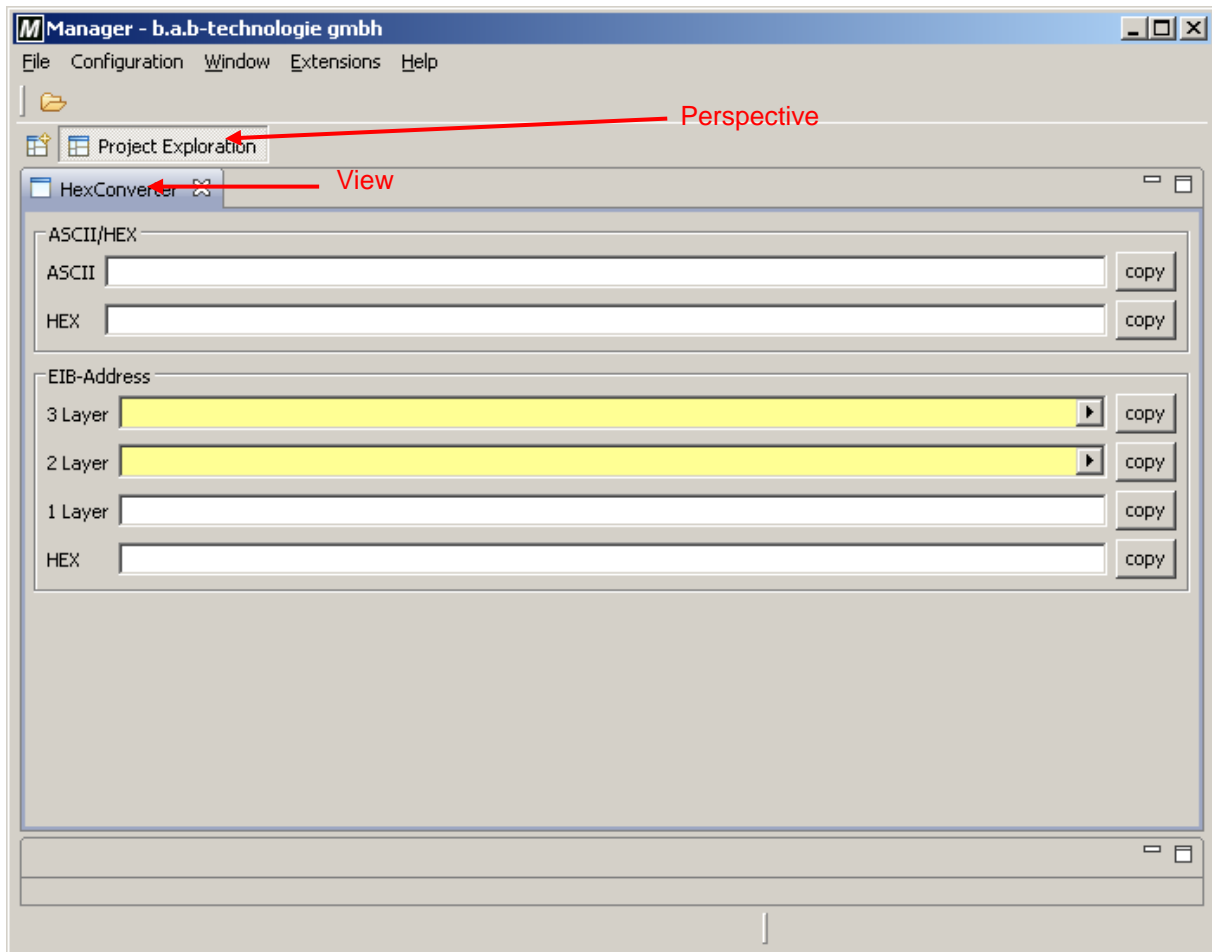 M Manager - b.a.b-technologie gmbh
File Configuration Window Extensions Help
Perspective
Project Exploration
View
HexConverter
ASCII/HEX
ASCII copy
HEX copy
EIB-Address
3 Layer copy
2 Layer copy
1 Layer copy
HEX copy